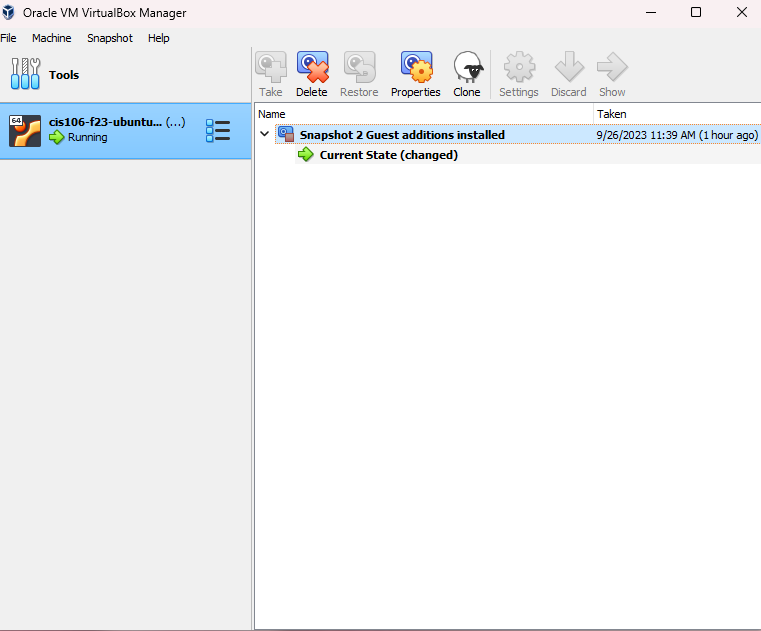 Oracle VM VirtualBox Manager
File Machine Snapshot Help
Tools
Take Delete Restore Properties Clone Settings Discard Show
64
cis106-f23-ubuntu... (...)
Running
Name Taken
Snapshot 2 Guest additions installed 9/26/2023 11:39 AM (1 hour ago)
Current State (changed)